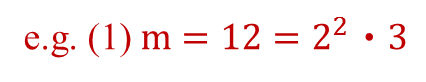 e.g. (1) m = 12 = 2² · 3